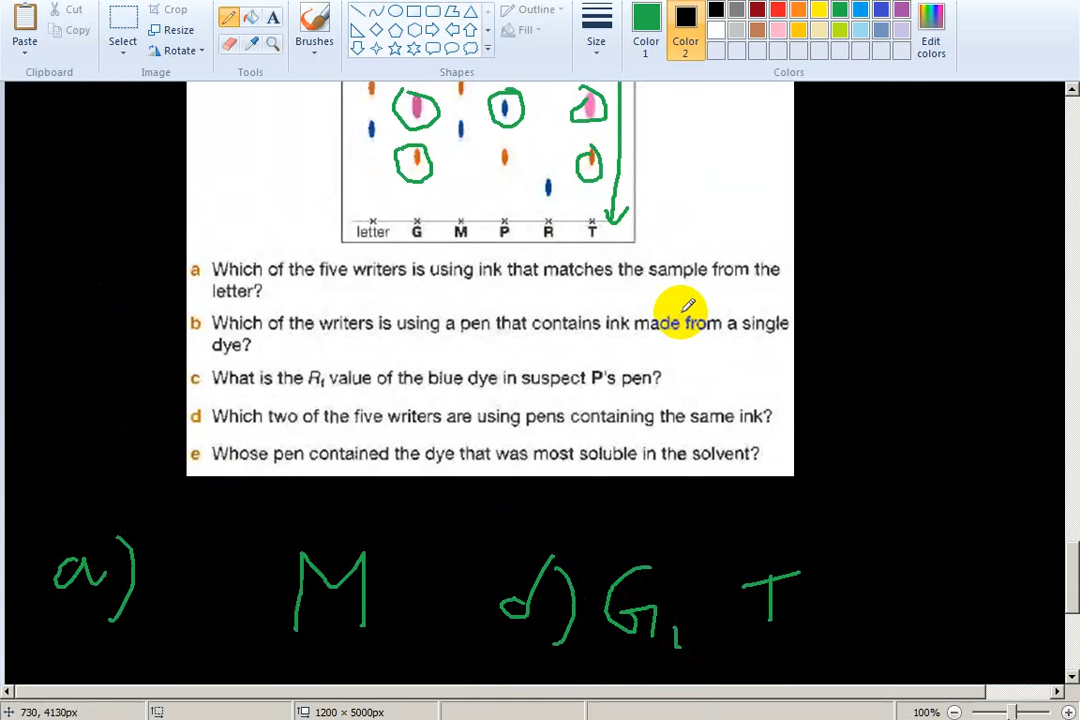 Cut
Copy
Paste
Clipboard
Select
Crop
Resize
Rotate
Image
A
Tools
Brushes
Outline
Fill
Shapes
Size
Color
1
Color
2
Edit
colors
Colors
letter G M P R T
a Which of the five writers is using ink that matches the sample from the
letter?
b Which of the writers is using a pen that contains ink made from a single
dye?
c What is the Rf value of the blue dye in suspect P's pen?
d Which two of the five writers are using pens containing the same ink?
e Whose pen contained the dye that was most soluble in the solvent?
a) M d) G, T
730, 4130px
1200 × 5000px
100%